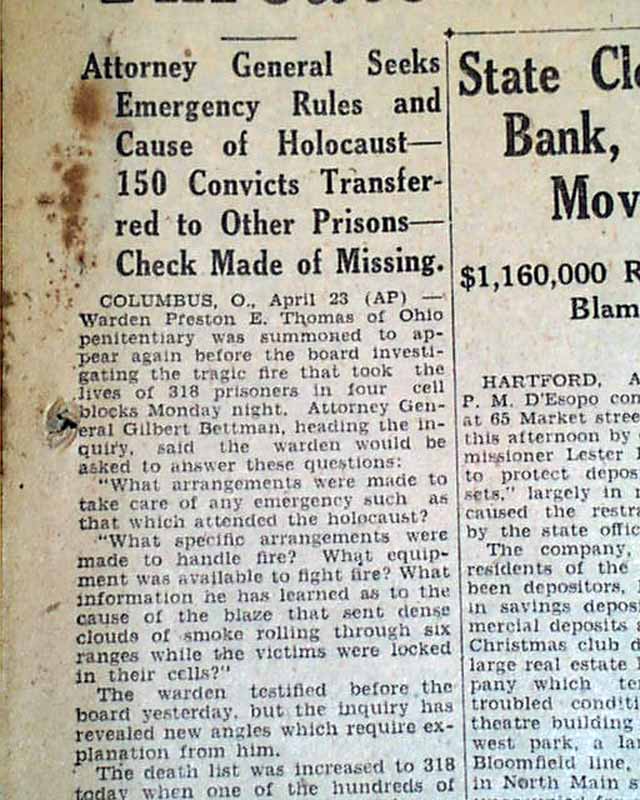 Attorney General Seeks
Emergency Rules and
Cause of Holocaust—
150 Convicts Transfer-
red to Other Prisons—
Check Made of Missing.
COLUMBUS, O., April 23 (AP) —
Warden Preston E. Thomas of Ohio
penitentiary was summoned to ap-
pear again before the board investi-
gating the tragic fire that took the
lives of 318 prisoners in four cell
blocks Monday night. Attorney Gen-
eral Gilbert Bettman, heading the in-
quiry, said the warden would be
asked to answer these questions:
"What arrangements were made to
take care of any emergency such as
that which attended the holocaust?
"What specific arrangements were
made to handle fire? What equip-
ment was available to fight fire? What
information he has learned as to the
cause of the blaze that sent dense
clouds of smoke rolling through six
ranges while the victims were locked
in their cells?"
The warden testified before the
board yesterday, but the inquiry has
revealed new angles which require ex-
planation from him.
The death list was increased to 318
today when one of the hundreds of
State Cl
Bank,
Mov
$1,160,000 R
Blam
HARTFORD, A
P. M. D'Esopo con
at 65 Market stree
this afternoon by
missioner Lester
to protect depos
sets," largely in
caused the restra
by the state offic
The company,
residents of the
been depositors,
in savings depos
mercial deposits
Christmas club d
large real estate
pany which te
troubled conditi
theatre building
west park, a la
Bloomfield line,
in North Main s